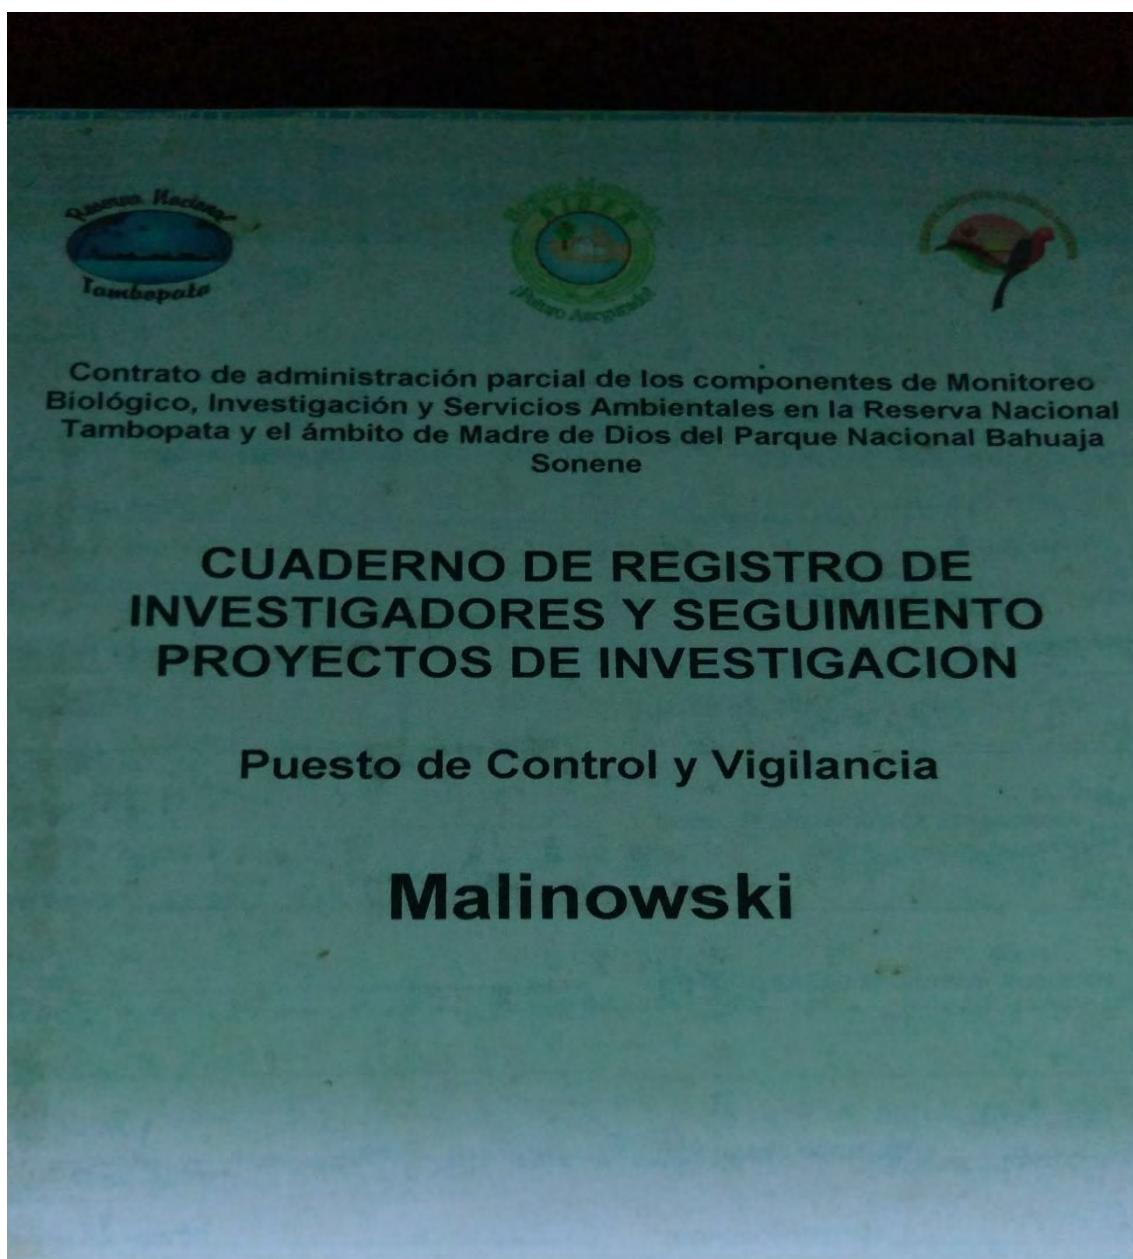 Reserva Nacional
Tambopata
Contrato de administración parcial de los componentes de Monitoreo
Biológico, Investigación y Servicios Ambientales en la Reserva Nacional
Tambopata y el ámbito de Madre de Dios del Parque Nacional Bahuaja
Sonene
CUADERNO DE REGISTRO DE
INVESTIGADORES Y SEGUIMIENTO
PROYECTOS DE INVESTIGACION
Puesto de Control y Vigilancia
Malinowski